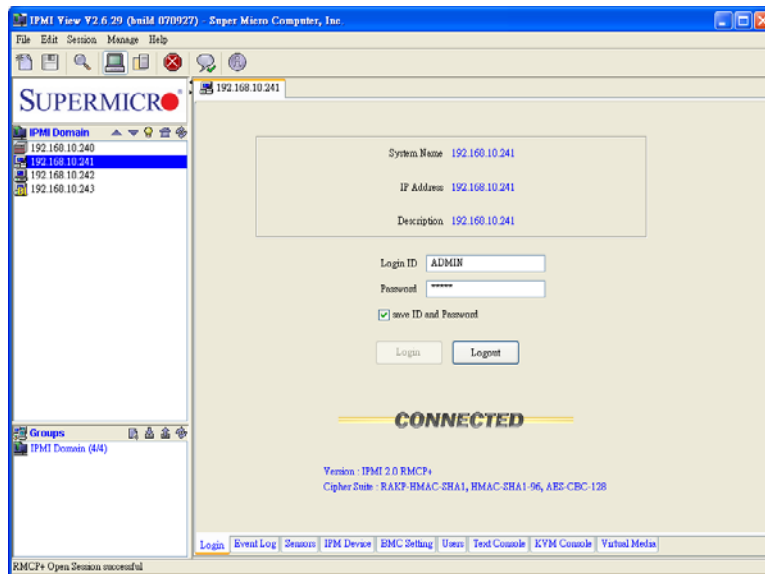 IPMI View V2.6.29 (build 070927) - Super Micro Computer, Inc.
File Edit Session Manage Help
SUPERMICRO
192.168.10.241
IPMI Domain
192.168.10.240
192.168.10.241
192.168.10.242
192.168.10.243
System Name 192.168.10.241
IP Address 192.168.10.241
Description 192.168.10.241
Login ID ADMIN
Password *****
save ID and Password
Login Logout
CONNECTED
Groups
IPMI Domain (4/4)
Version : IPMI 2.0 RMCP+
Cipher Suite : RAKP-HMAC-SHA1, HMAC-SHA1-96, AES-CBC-128
Login Event Log Sensors IPM Device BMC Setting Users Text Console KVM Console Virtual Media
RMCP+ Open Session successful